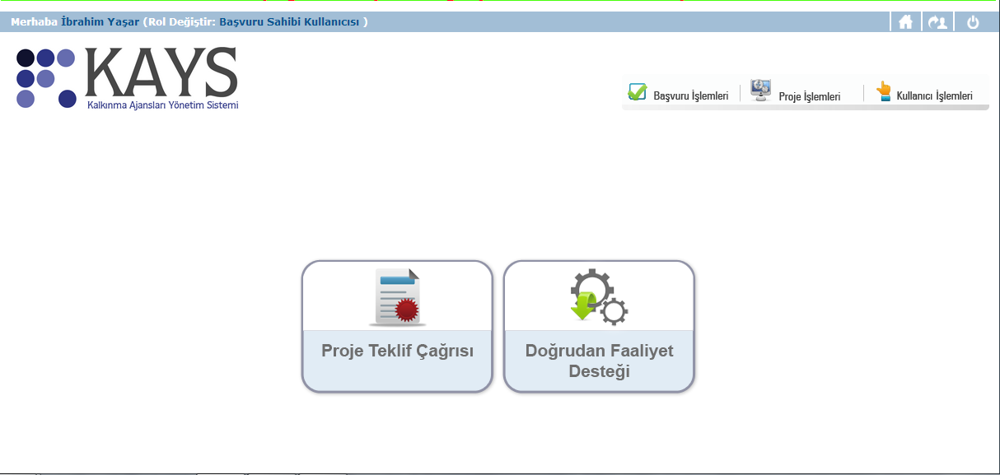 Merhaba İbrahim Yaşar (Rol Değiştir: Başvuru Sahibi Kullanıcısı )
KAYS
Kalkınma Ajansları Yönetim Sistemi
Başvuru İşlemleri
Proje İşlemleri
Kullanıcı İşlemleri
Proje Teklif Çağrısı
Doğrudan Faaliyet
Desteği